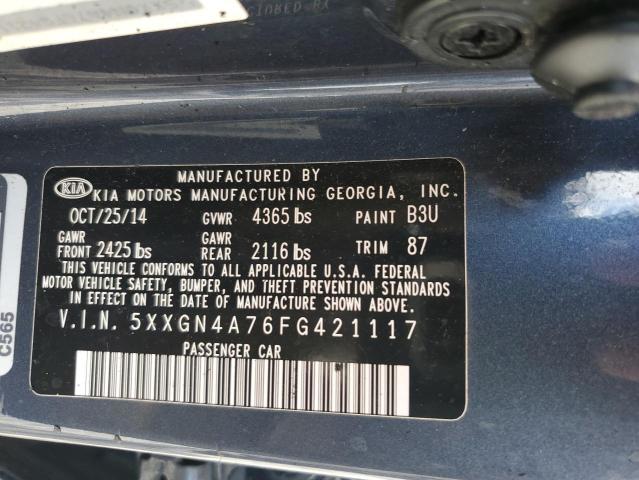 MANUFACTURED BY
KIA KIA MOTORS MANUFACTURING GEORGIA, INC.
OCT/25/14 GVWR 4365 lbs PAINT B3U
GAWR FRONT 2425 lbs GAWR REAR 2116 lbs TRIM 87
THIS VEHICLE CONFORMS TO ALL APPLICABLE U.S.A. FEDERAL
MOTOR VEHICLE SAFETY, BUMPER, AND THEFT PREVENTION STANDARDS
IN EFFECT ON THE DATE OF MANUFACTURE SHOWN ABOVE.
V.I.N. 5XXGN4A76FG421117
PASSENGER CAR
C565